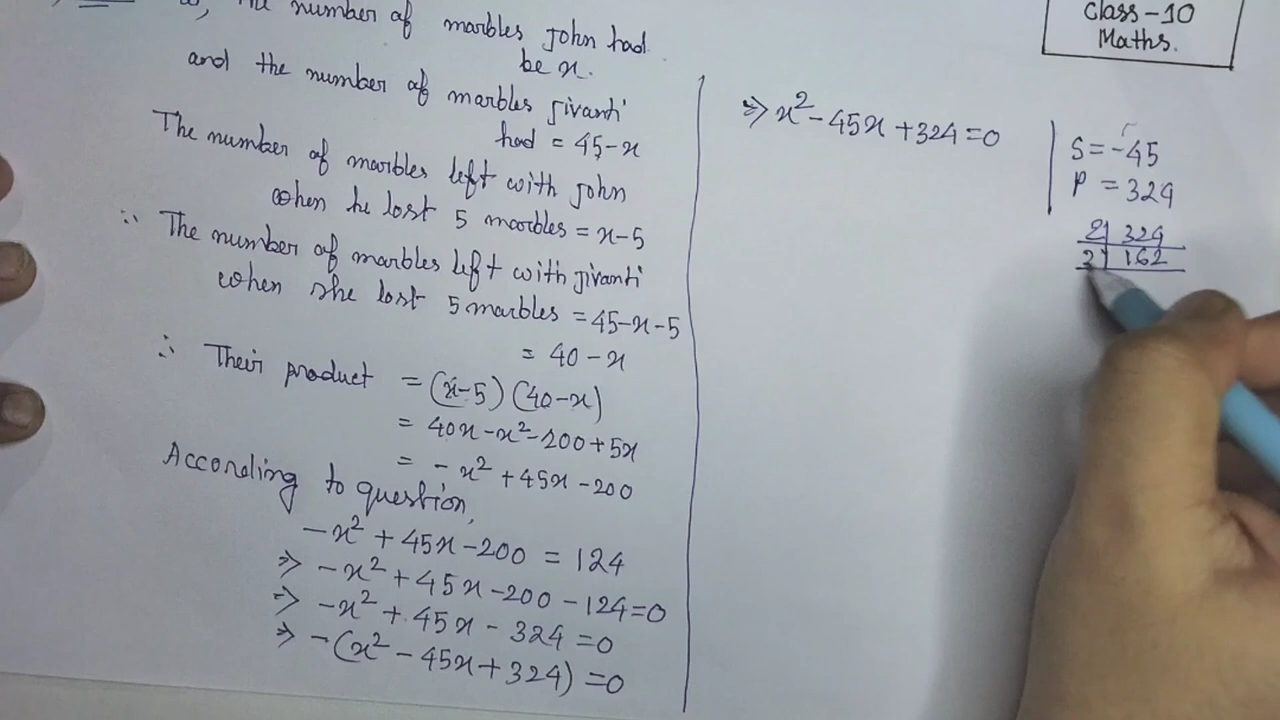 the number of marbles John had
be x.
and the number of marbles Jivanti
had = 45-x
The number of marbles left with John
when he lost 5 marbles = x-5
∴ The number of marbles left with Jivanti
when she lost 5 marbles = 45-x-5
= 40-x
∴ Their product = (x-5) (40-x)
= 40x-x²-200+5x
= -x²+45x-200
According to question,
-x²+45x-200 = 124
⇒ -x²+45x-200-124=0
⇒ -x²+45x-324=0
⇒ -(x²-45x+324)=0
Class-10
Maths.
⇒ x²-45x+324=0
S=-45
P=324
2) 324
2) 162